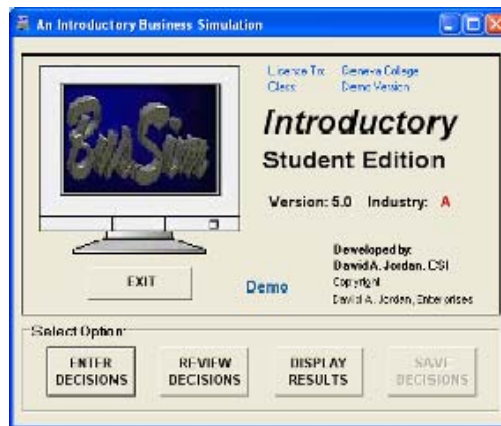 An Introductory Business Simulation
License To: Geneva College
Class: Demo Version
BusSim
Introductory
Student Edition
Version: 5.0 Industry: A
Developed by:
David A. Jordan, CSI
Copyright
David A. Jordan, Enterprises
EXIT
Demo
Select Option:
ENTER DECISIONS
REVIEW DECISIONS
DISPLAY RESULTS
SAVE DECISIONS